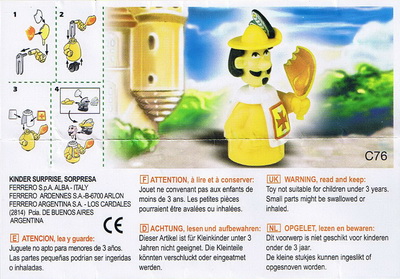 1
2
3
4
C76
KINDER SURPRISE, SORPRESA
FERRERO S.p.A. ALBA - ITALY
FERRERO ARDENNES S.A.-B-6700 ARLON
FERRERO ARGENTINA S.A. - LOS CARDALES
(2814) Pcia. DE BUENOS AIRES
ARGENTINA
CE
E ATENCION, lea y guarde:
Juguete no apto para menores de 3 años.
Las partes pequeñas podrían ser ingeridas o
inhaladas.
F ATTENTION, à lire et à conserver:
Jouet ne convenant pas aux enfants de
moins de 3 ans. Les petites pièces
pourraient être avalées ou inhalées.
D ACHTUNG, lesen und aufbewahren:
Dieser Artikel ist für Kleinkinder unter 3
Jahren nicht geeignet. Die Kleinteile
könnten verschluckt oder eingeatmet
werden.
UK WARNING, read and keep:
Toy not suitable for children under 3 years.
Small parts might be swallowed or
inhaled.
NL OPGELET, lezen en bewaren:
Dit voorwerp is niet geschikt voor kinderen
onder de 3 jaar.
De kleine stukjes kunnen ingeslikt of
opgesnoven worden.